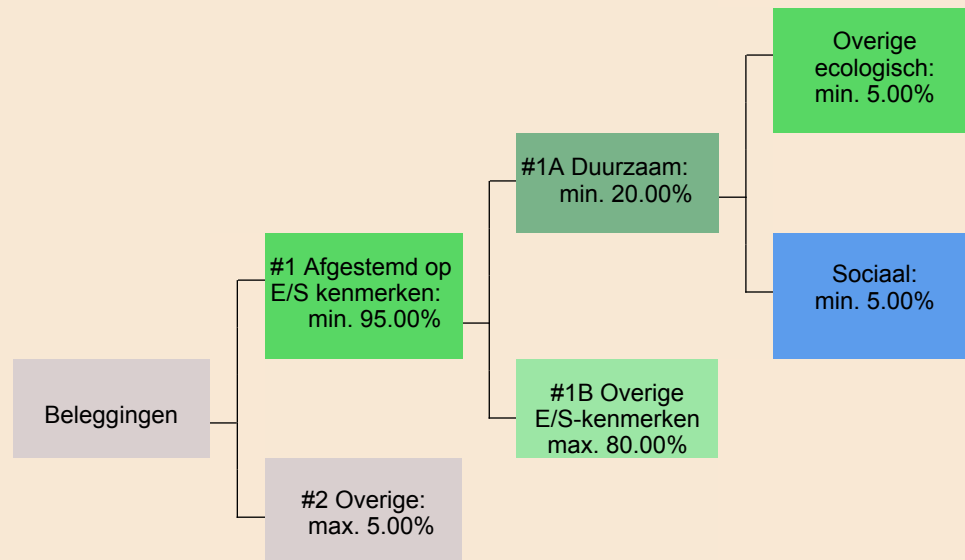 Beleggingen
#1 Afgestemd op
E/S kenmerken:
min. 95.00%
#2 Overige:
max. 5.00%
#1A Duurzaam:
min. 20.00%
#1B Overige
E/S-kenmerken
max. 80.00%
Overige
ecologisch:
min. 5.00%
Sociaal:
min. 5.00%